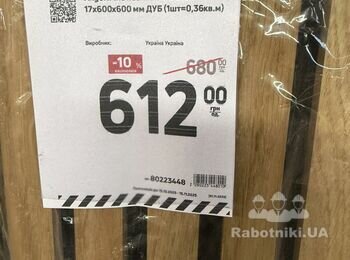 17х600х600 мм ДУБ (1шт=0,36кв.м)
Виробник: Україна Україна
-10 %
680 00
612 00
грн
од.
80223448
Rabotniki.UA